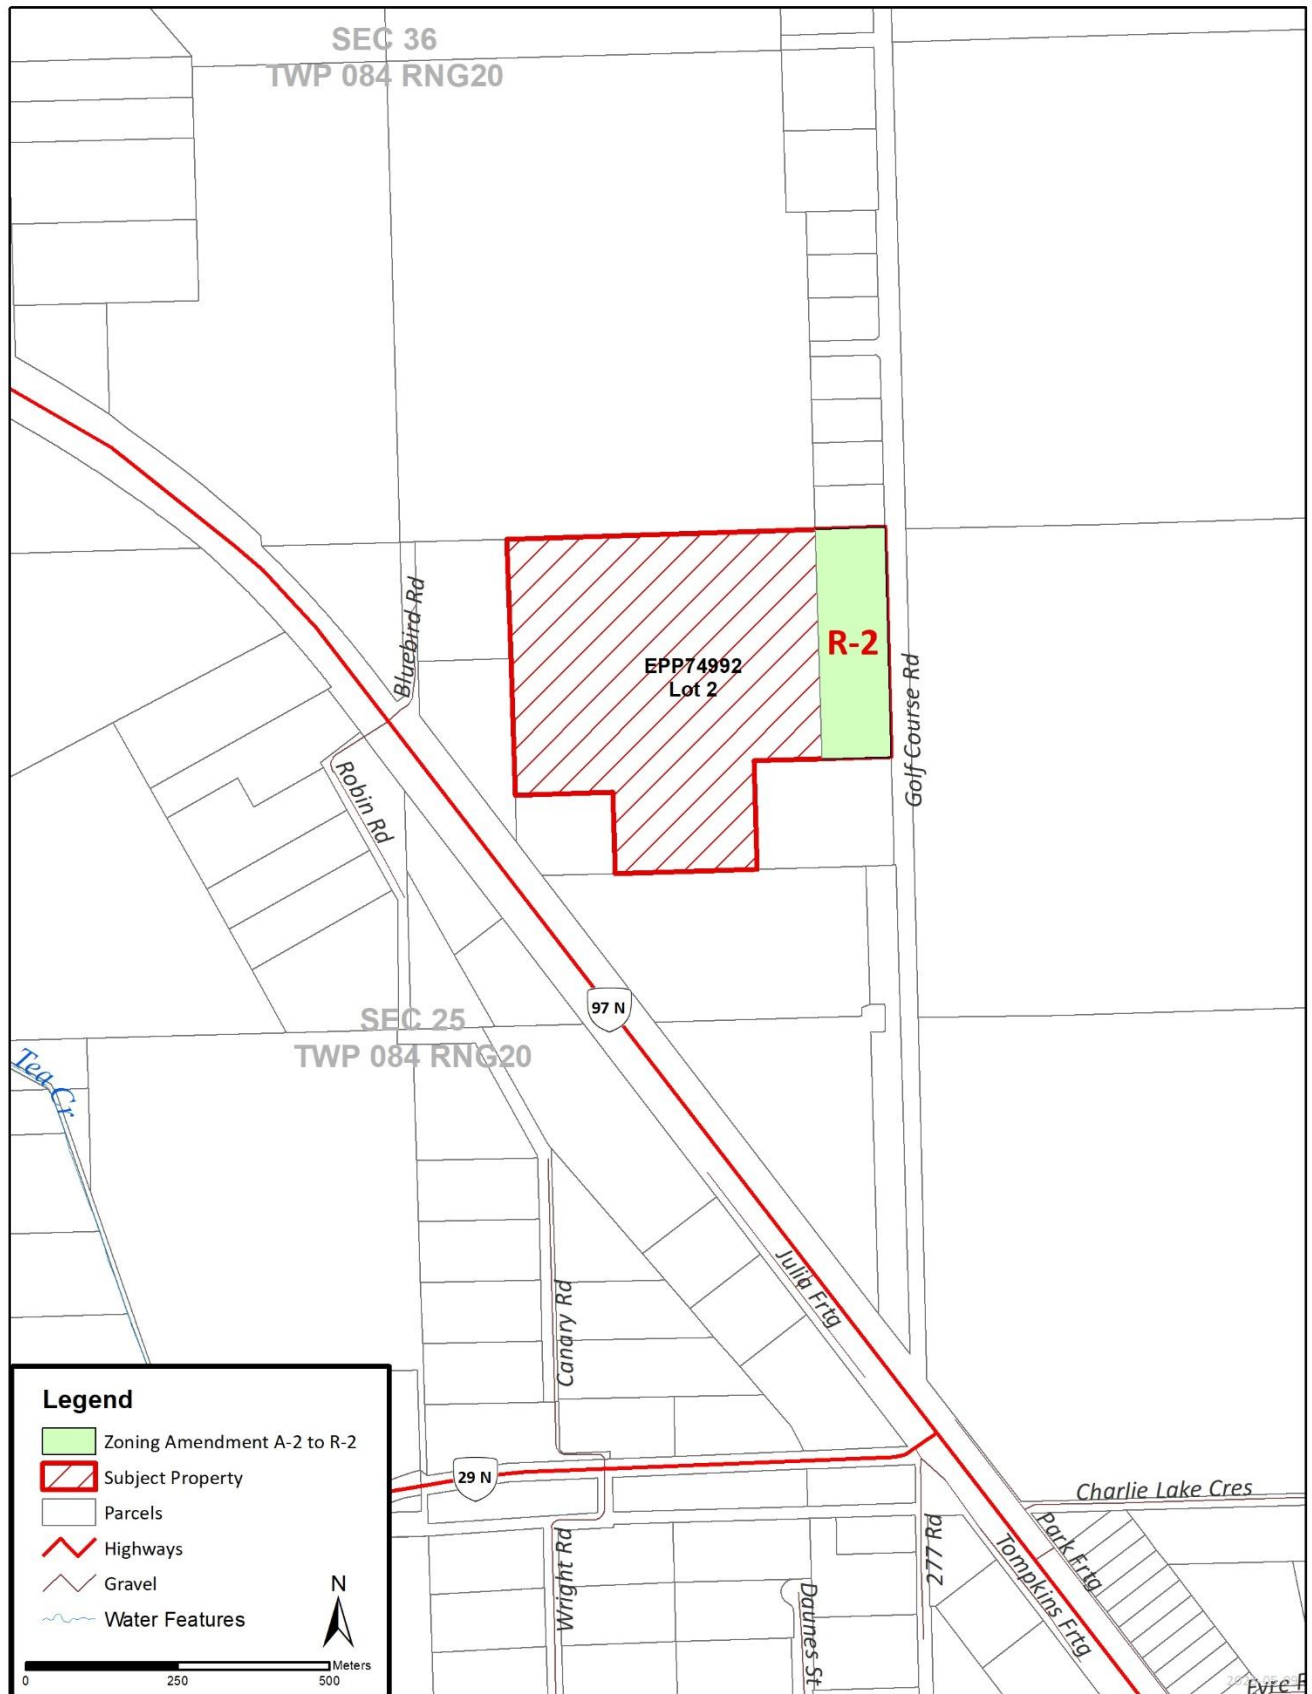 SEC 36
TWP 084 RNG20
Bluebird Rd
EPP74992
Lot 2
R-2
Golf Course Rd
Robin Rd
97 N
SEC 25
TWP 084 RNG20
Tea Cr
Julia Frtg
Canary Rd
29 N
Charlie Lake Cres
Park Frtg
277 Rd
Tompkins Frtg
Wright Rd
Daunes St
Legend
Zoning Amendment A-2 to R-2
Subject Property
Parcels
Highways
Gravel
Water Features
N
Meters
0 250 500
Eyre